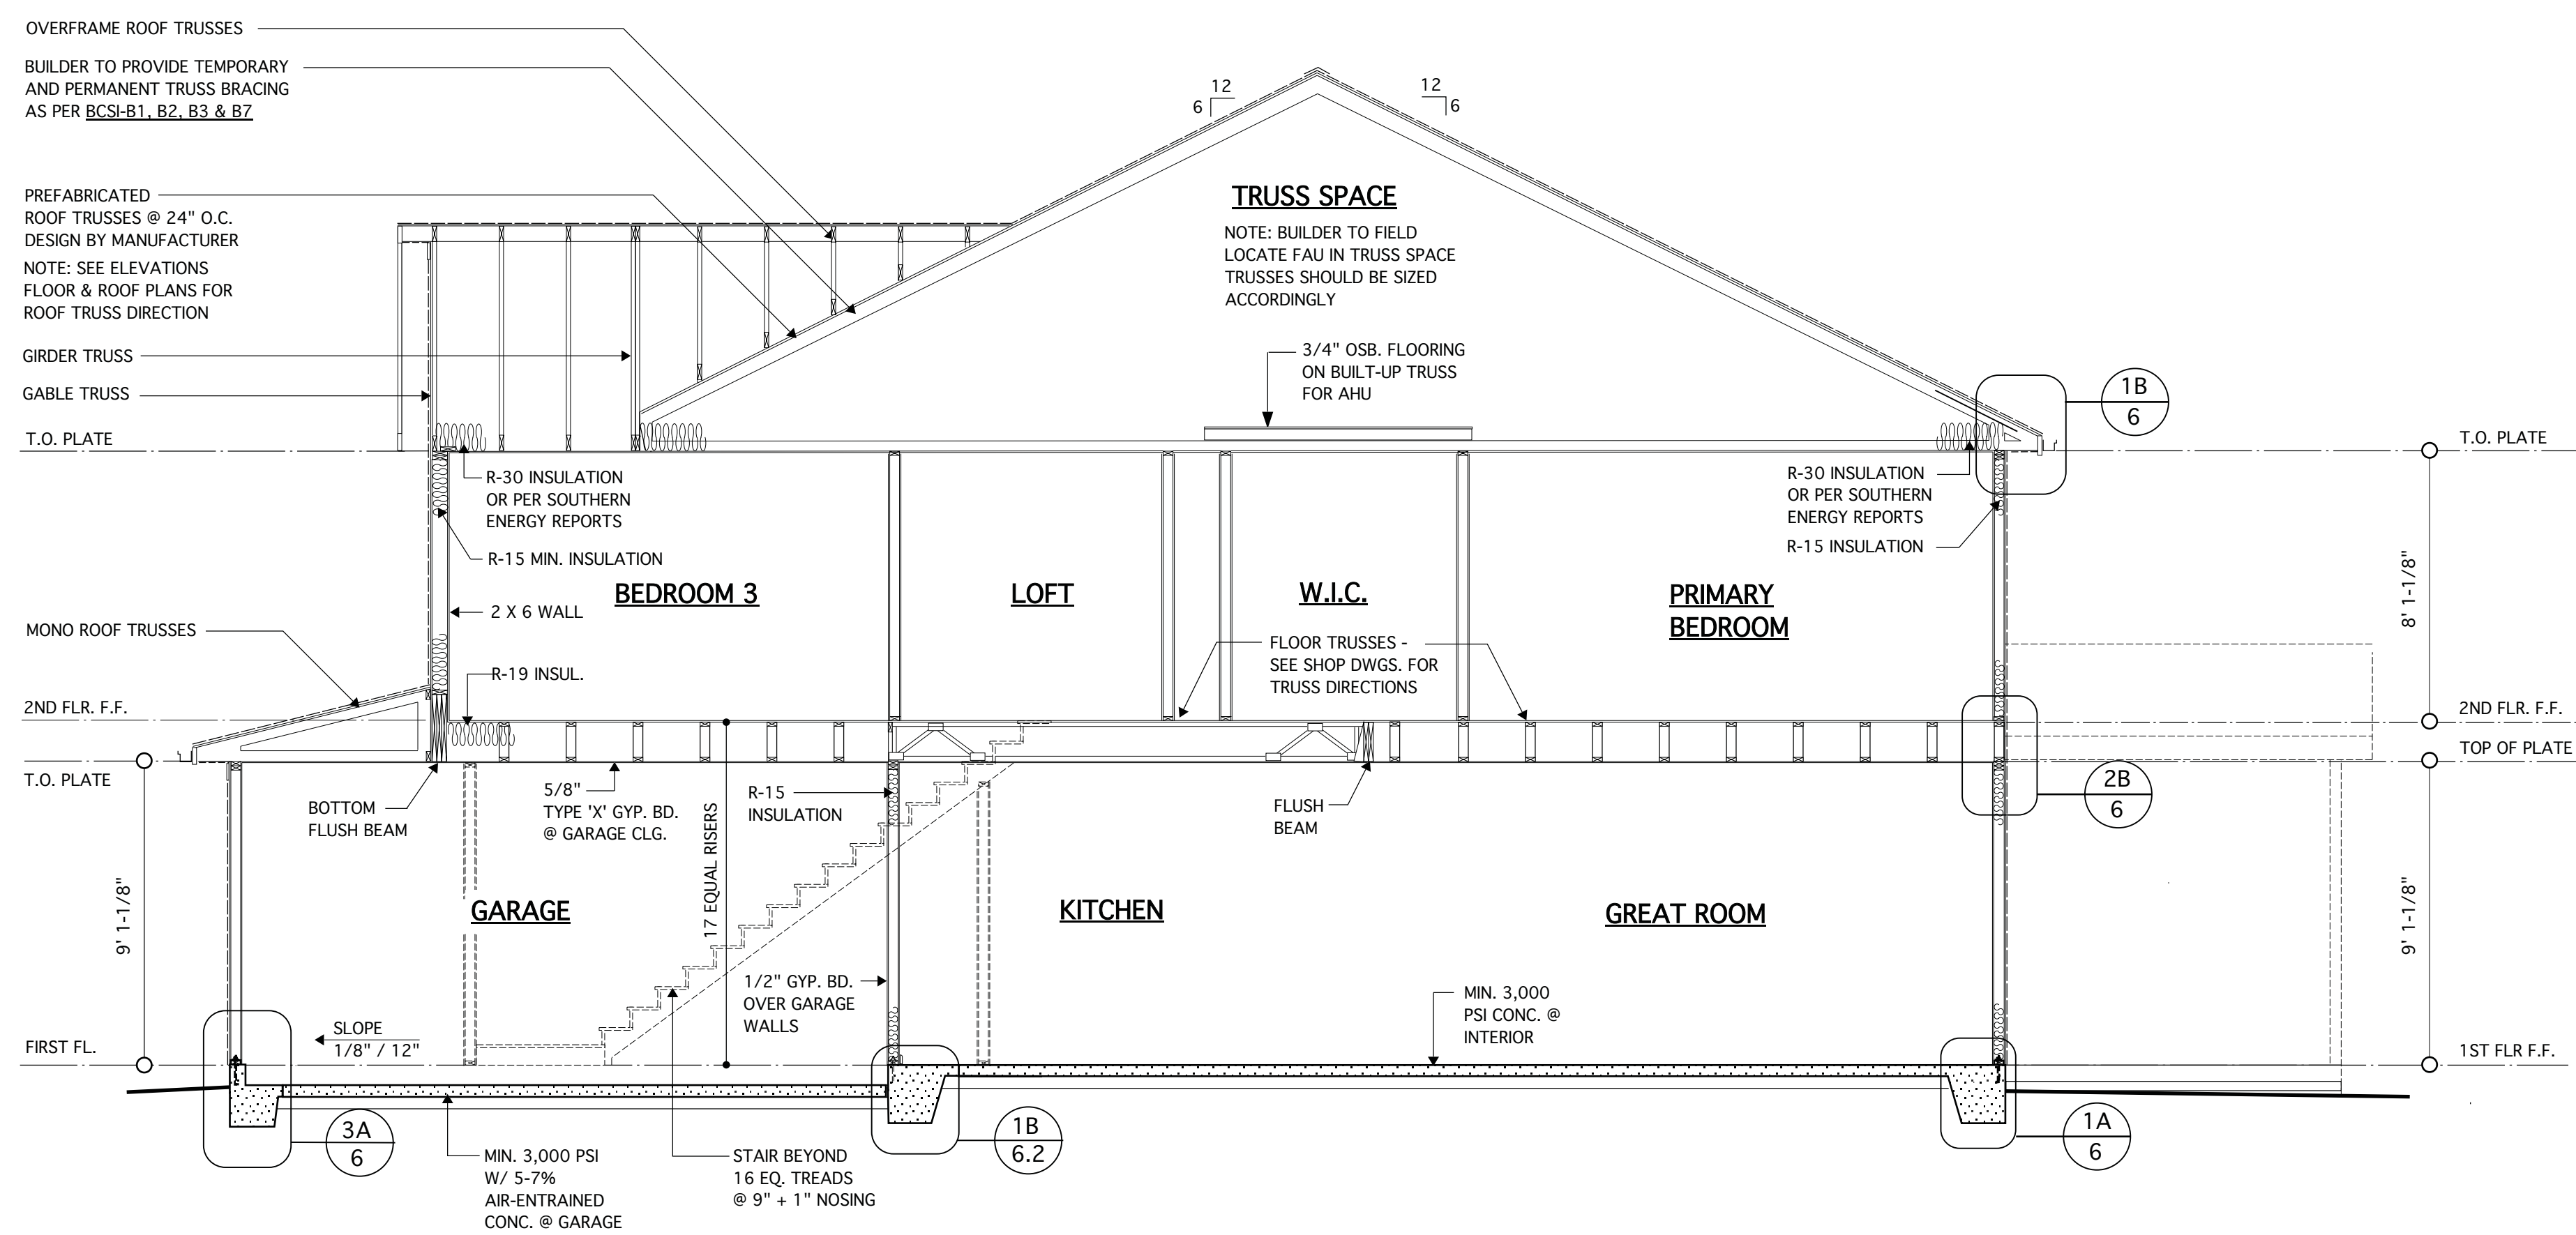 OVERFRAME ROOF TRUSSES
BUILDER TO PROVIDE TEMPORARY
AND PERMANENT TRUSS BRACING
AS PER BCSI-B1, B2, B3 & B7
PREFABRICATED
ROOF TRUSSES @ 24" O.C.
DESIGN BY MANUFACTURER
NOTE: SEE ELEVATIONS
FLOOR & ROOF PLANS FOR
ROOF TRUSS DIRECTION
GIRDER TRUSS
GABLE TRUSS
T.O. PLATE
12
6
12
6
TRUSS SPACE
NOTE: BUILDER TO FIELD
LOCATE FAU IN TRUSS SPACE
TRUSSES SHOULD BE SIZED
ACCORDINGLY
3/4" OSB. FLOORING
ON BUILT-UP TRUSS
FOR AHU
1B
6
T.O. PLATE
R-30 INSULATION
OR PER SOUTHERN
ENERGY REPORTS
R-15 MIN. INSULATION
BEDROOM 3
2 X 6 WALL
R-19 INSUL.
LOFT
W.I.C.
FLOOR TRUSSES -
SEE SHOP DWGS. FOR
TRUSS DIRECTIONS
R-30 INSULATION
OR PER SOUTHERN
ENERGY REPORTS
R-15 INSULATION
PRIMARY
BEDROOM
8' 1-1/8"
MONO ROOF TRUSSES
2ND FLR. F.F.
T.O. PLATE
2ND FLR. F.F.
TOP OF PLATE
2B
6
BOTTOM
FLUSH BEAM
5/8"
TYPE 'X' GYP. BD.
@ GARAGE CLG.
17 EQUAL RISERS
R-15
INSULATION
FLUSH
BEAM
9' 1-1/8"
GARAGE
KITCHEN
GREAT ROOM
9' 1-1/8"
1/2" GYP. BD.
OVER GARAGE
WALLS
MIN. 3,000
PSI CONC. @
INTERIOR
SLOPE
1/8" / 12"
FIRST FL.
1ST FLR F.F.
3A
6
1B
6.2
1A
6
MIN. 3,000 PSI
W/ 5-7%
AIR-ENTRAINED
CONC. @ GARAGE
STAIR BEYOND
16 EQ. TREADS
@ 9" + 1" NOSING